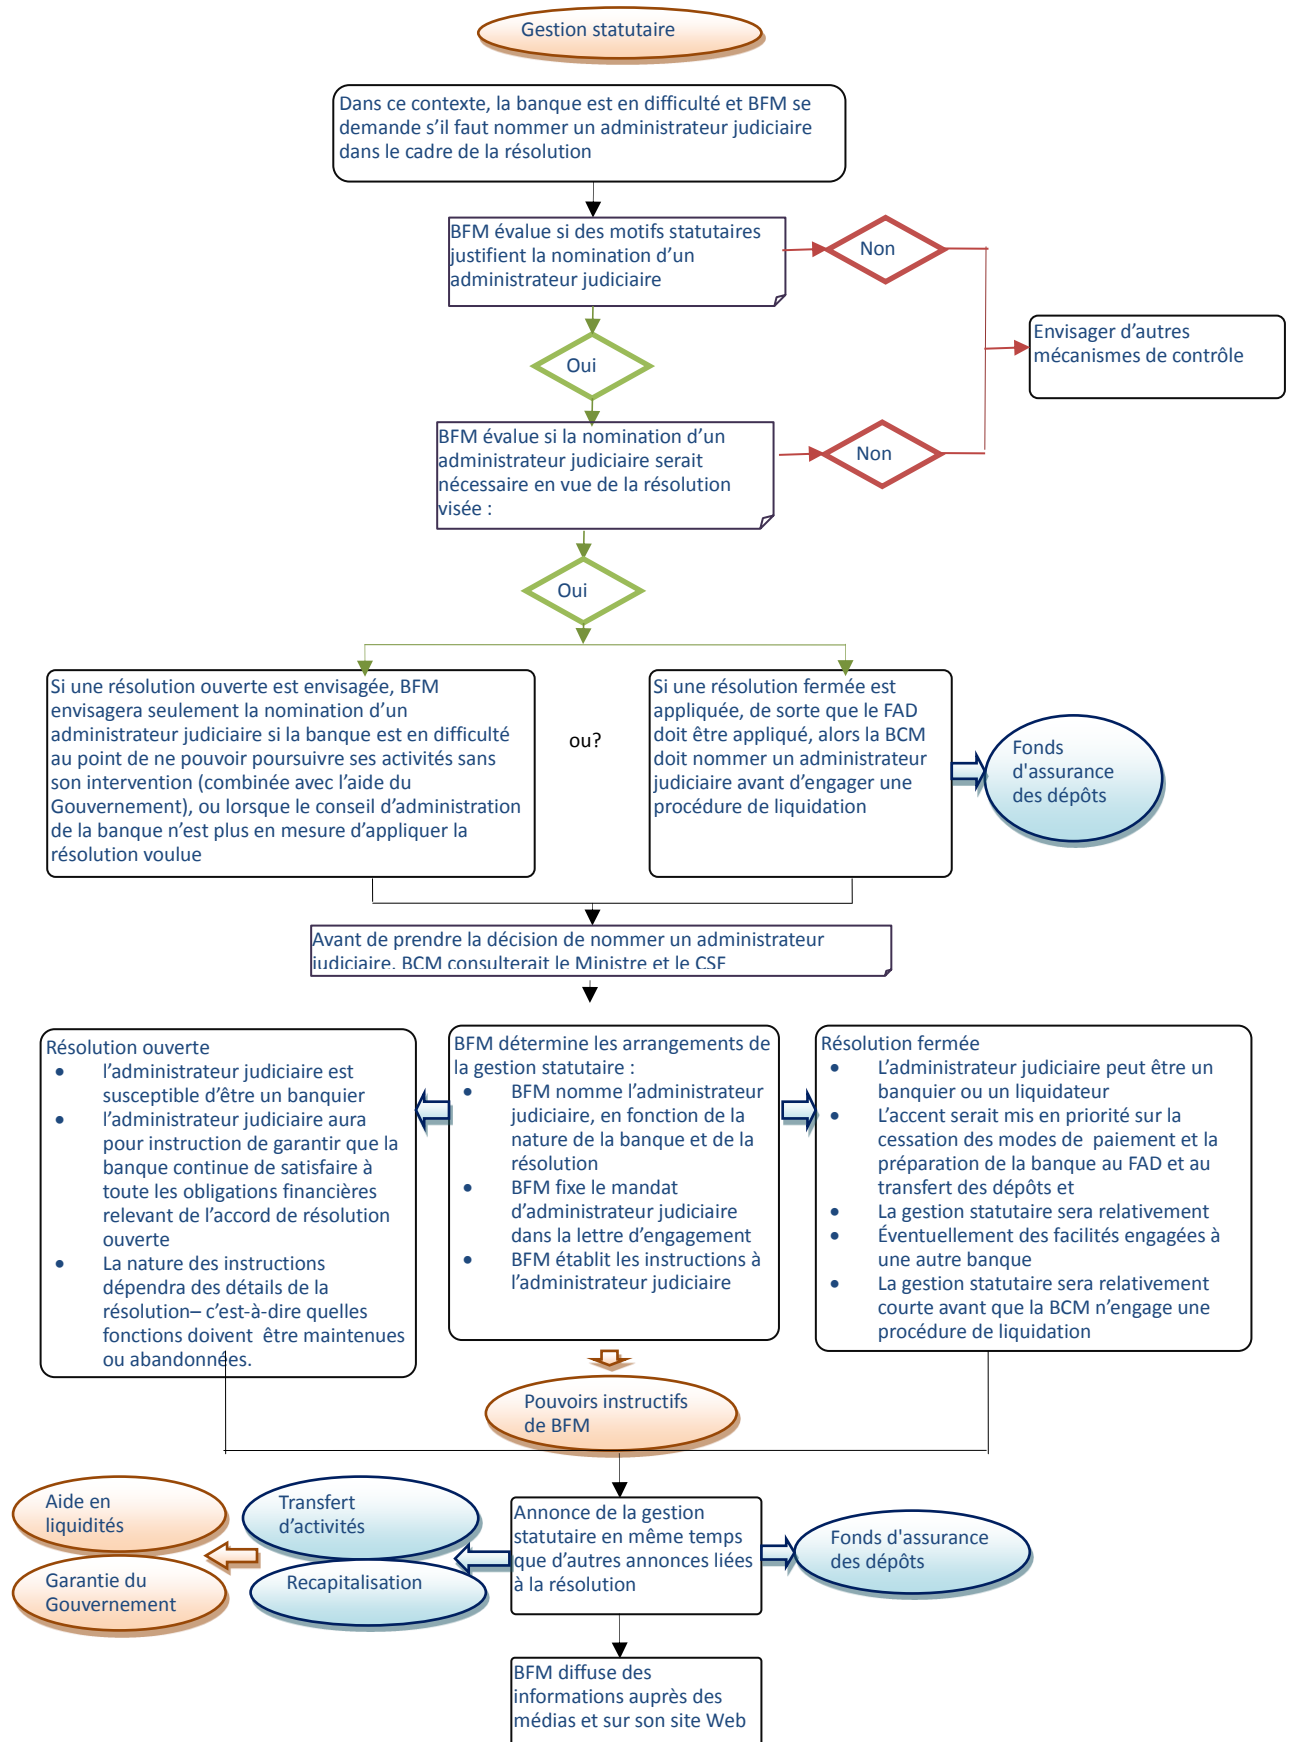 Gestion statutaire
Dans ce contexte, la banque est en difficulté et BFM se
demande s’il faut nommer un administrateur judiciaire
dans le cadre de la résolution
BFM évalue si des motifs statutaires
justifient la nomination d’un
administrateur judiciaire
Non
Oui
Envisager d’autres
mécanismes de contrôle
BFM évalue si la nomination d’un
administrateur judiciaire serait
nécessaire en vue de la résolution
visée :
Non
Oui
Si une résolution ouverte est envisagée, BFM
envisagera seulement la nomination d’un
administrateur judiciaire si la banque est en difficulté
au point de ne pouvoir poursuivre ses activités sans
son intervention (combinée avec l’aide du
Gouvernement), ou lorsque le conseil d’administration
de la banque n’est plus en mesure d’appliquer la
résolution voulue
ou?
Si une résolution fermée est
appliquée, de sorte que le FAD
doit être appliqué, alors la BCM
doit nommer un administrateur
judiciaire avant d’engager une
procédure de liquidation
Fonds
d'assurance
des dépôts
Avant de prendre la décision de nommer un administrateur
judiciaire, BCM consulterait le Ministre et le CSF
Résolution ouverte
• l’administrateur judiciaire est
susceptible d’être un banquier
• l’administrateur judiciaire aura
pour instruction de garantir que la
banque continue de satisfaire à
toute les obligations financières
relevant de l’accord de résolution
ouverte
• La nature des instructions
dépendra des détails de la
résolution– c’est-à-dire quelles
fonctions doivent être maintenues
ou abandonnées.
BFM détermine les arrangements de
la gestion statutaire :
• BFM nomme l’administrateur
judiciaire, en fonction de la
nature de la banque et de la
résolution
• BFM fixe le mandat
d’administrateur judiciaire
dans la lettre d’engagement
• BFM établit les instructions à
l’administrateur judiciaire
Résolution fermée
• L’administrateur judiciaire peut être un
banquier ou un liquidateur
• L’accent serait mis en priorité sur la
cessation des modes de paiement et la
préparation de la banque au FAD et au
transfert des dépôts et
• La gestion statutaire sera relativement
• Éventuellement des facilités engagées à
une autre banque
• La gestion statutaire sera relativement
courte avant que la BCM n’engage une
procédure de liquidation
Pouvoirs instructifs
de BFM
Aide en
liquidités
Transfert
d’activités
Garantie du
Gouvernement
Recapitalisation
Annonce de la gestion
statutaire en même temps
que d’autres annonces liées
à la résolution
Fonds d'assurance
des dépôts
BFM diffuse des
informations auprès des
médias et sur son site Web